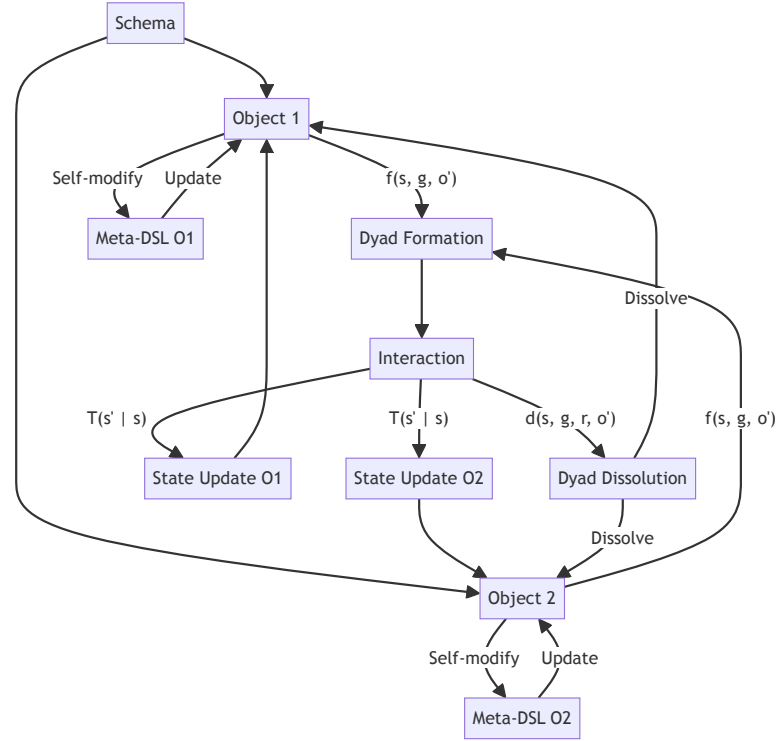 Schema
Object 1
Self-modify
Update
f(s, g, o')
Meta-DSL O1
Dyad Formation
Dissolve
Interaction
T(s' | s)
T(s' | s)
d(s, g, r, o')
f(s, g, o')
State Update O1
State Update O2
Dyad Dissolution
Dissolve
Object 2
Self-modify
Update
Meta-DSL O2